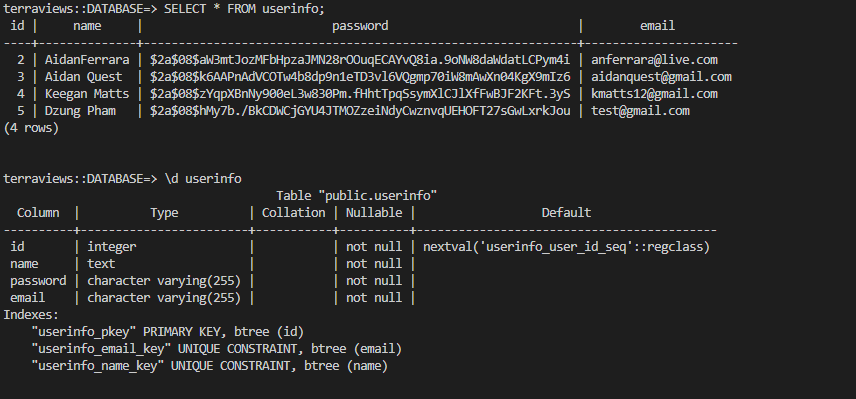 terraviews::DATABASE=> SELECT * FROM userinfo;
 id |     name      |                           password                           |        email
----+---------------+--------------------------------------------------------------+---------------------
  2 | AidanFerrara | $2a$08$aW3mtJozMFbHpzaJMN28rOOuqECAYvQ8ia.9oNW8daWdatLCPym4i | anferrara@live.com
  3 | Aidan Quest  | $2a$08$k6AAPnAdVCOTw4b8dp9n1eTD3vl6VQgmp70iW8mAwXn04KgX9mIz6 | aidanquest@gmail.com
  4 | Keegan Matts | $2a$08$zYqpXBnNy900eL3w830Pm.fHhtTpqSsymXlCJlXfFwBJF2KFt.3yS | kmatts12@gmail.com
  5 | Dzung Pham   | $2a$08$hMy7b./BkCDWCjGYU4JTMOZzeiNdyCwznvqUEHOFT27sGwLxrkJou | test@gmail.com
(4 rows)
terraviews::DATABASE=> \d userinfo
                                   Table "public.userinfo"
  Column  |          Type          | Collation | Nullable |                  Default
----------+------------------------+-----------+----------+-------------------------------------------
 id       | integer                |           | not null | nextval('userinfo_user_id_seq'::regclass)
 name     | text                   |           | not null |
 password | character varying(255) |           | not null |
 email    | character varying(255) |           | not null |
Indexes:
    "userinfo_pkey" PRIMARY KEY, btree (id)
    "userinfo_email_key" UNIQUE CONSTRAINT, btree (email)
    "userinfo_name_key" UNIQUE CONSTRAINT, btree (name)